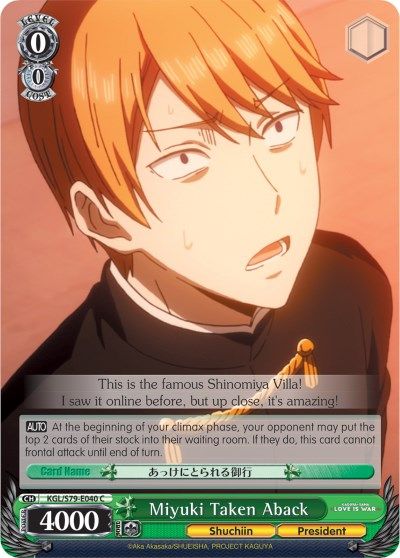 LEVEL
0
0
COST
This is the famous Shinomiya Villa!
I saw it online before, but up close, it's amazing!
AUTO At the beginning of your climax phase, your opponent may put the
top 2 cards of their stock into their waiting room. If they do, this card cannot
frontal attack until end of turn.
Card Name あっけにとられる御行
CH KGL/S79-E040 C
4000 Miyuki Taken Aback
KAGUYA-SAMA
LOVE IS WAR
Shuchiin President
©Aka Akasaka/SHUEISHA, PROJECT KAGUYA